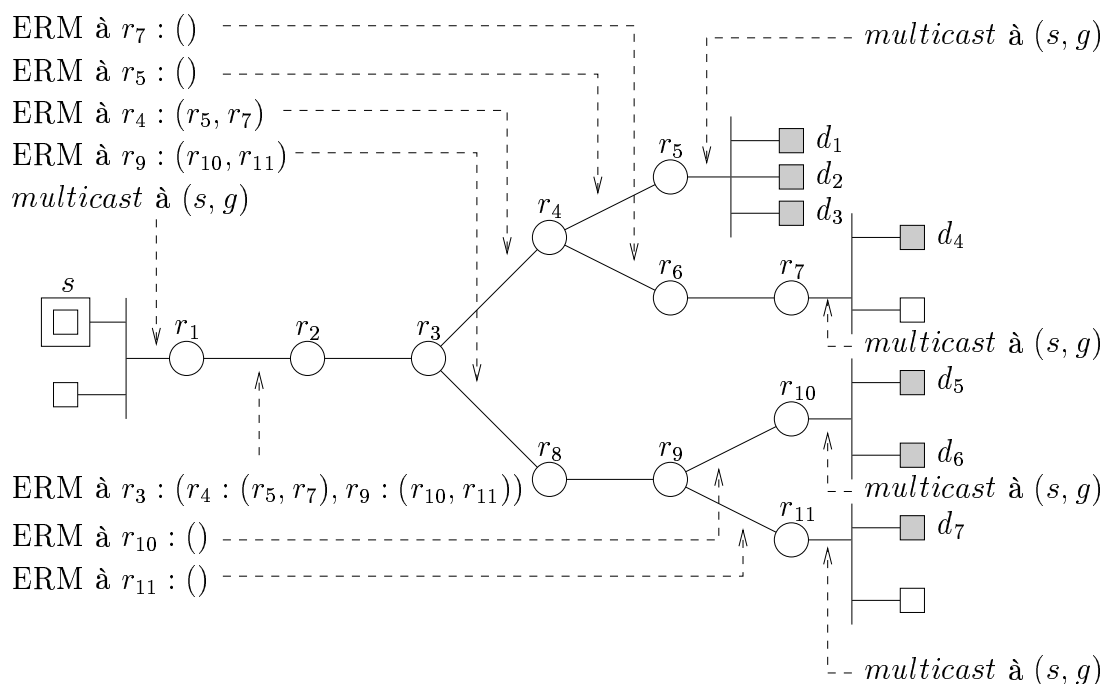 ERM à r7 : ()
ERM à r5 : ()
ERM à r4 : (r5, r7)
ERM à r9 : (r10, r11)
multicast à (s, g)
multicast à (s, g)
r5
d1
d2
d3
r4
d4
r6
r7
s
r1
r2
r3
multicast à (s, g)
d5
r10
d6
r8
r9
ERM à r3 : (r4 : (r5, r7), r9 : (r10, r11))
multicast à (s, g)
r11
d7
ERM à r10 : ()
ERM à r11 : ()
multicast à (s, g)